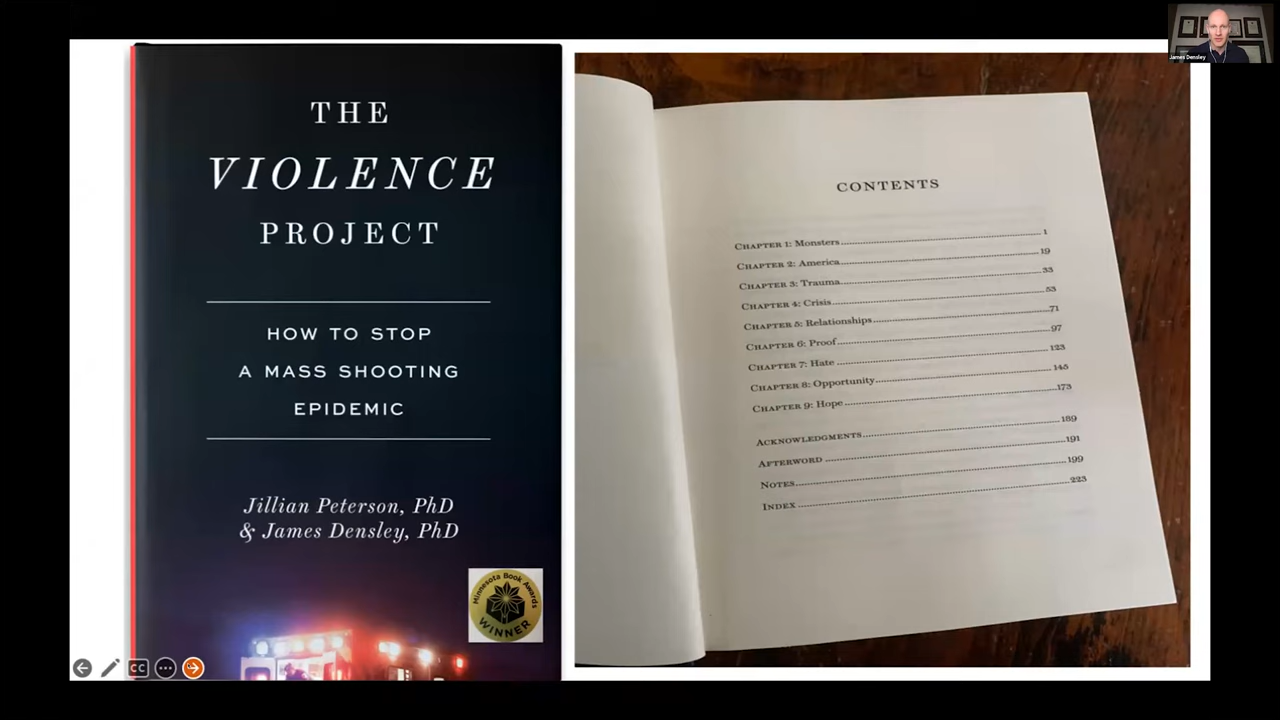 THE
VIOLENCE
PROJECT
HOW TO STOP
A MASS SHOOTING
EPIDEMIC
Jillian Peterson, PhD
& James Densley, PhD
Minnesota Book Awards
WINNER
CONTENTS
CHAPTER 1: Monsters 1
CHAPTER 2: America 19
CHAPTER 3: Trauma 33
CHAPTER 4: Crisis 53
CHAPTER 5: Relationships 71
CHAPTER 6: Proof 97
CHAPTER 7: Hate 123
CHAPTER 8: Opportunity 145
CHAPTER 9: Hope 173
ACKNOWLEDGMENTS 189
AFTERWORD 191
NOTES 199
INDEX 223
James Densley
CC